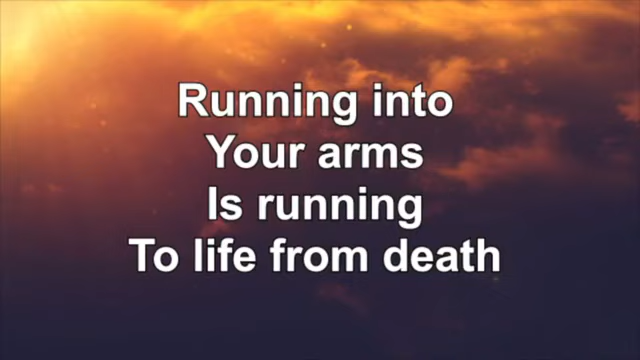 Running into
Your arms
Is running
To life from death